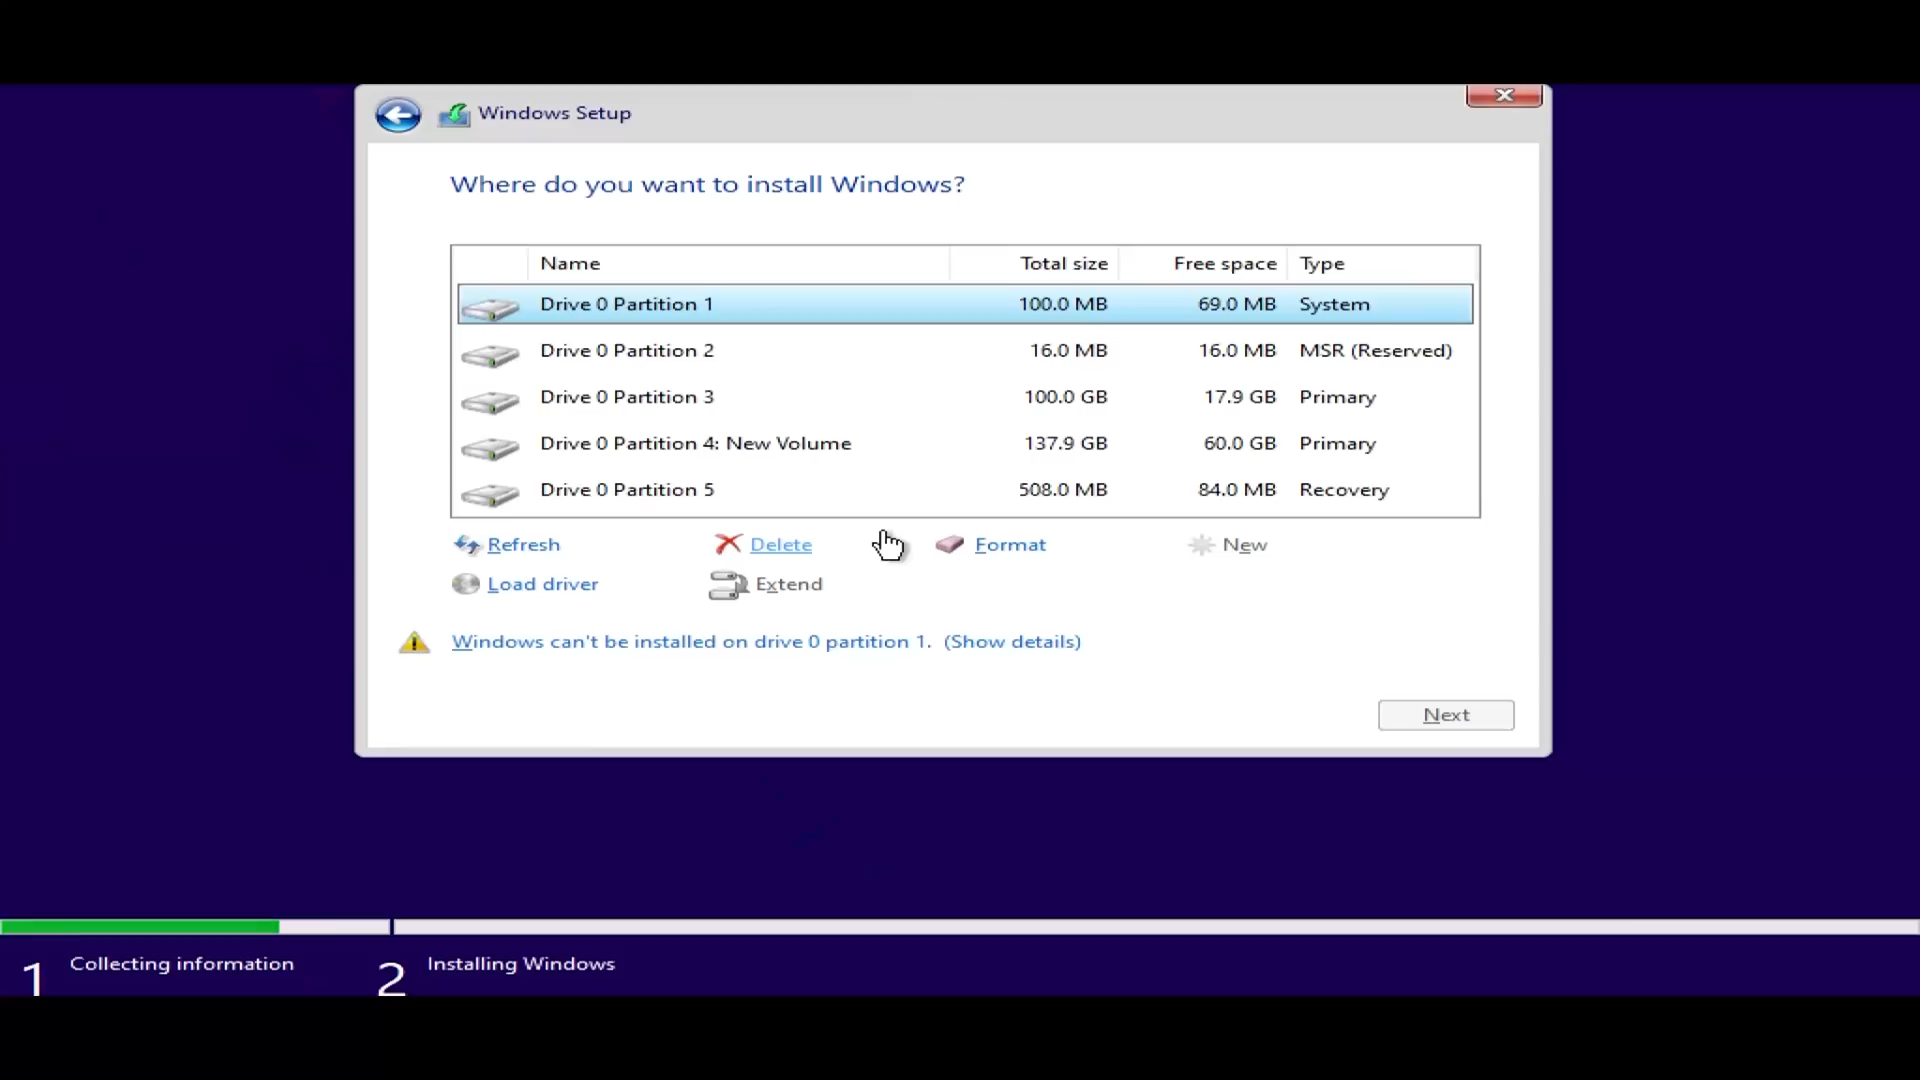 Windows Setup
Where do you want to install Windows?
Name Total size Free space Type
Drive 0 Partition 1 100.0 MB 69.0 MB System
Drive 0 Partition 2 16.0 MB 16.0 MB MSR (Reserved)
Drive 0 Partition 3 100.0 GB 17.9 GB Primary
Drive 0 Partition 4: New Volume 137.9 GB 60.0 GB Primary
Drive 0 Partition 5 508.0 MB 84.0 MB Recovery
Refresh Delete Format New
Load driver Extend
Windows can't be installed on drive 0 partition 1. (Show details)
Next
1 Collecting information 2 Installing Windows